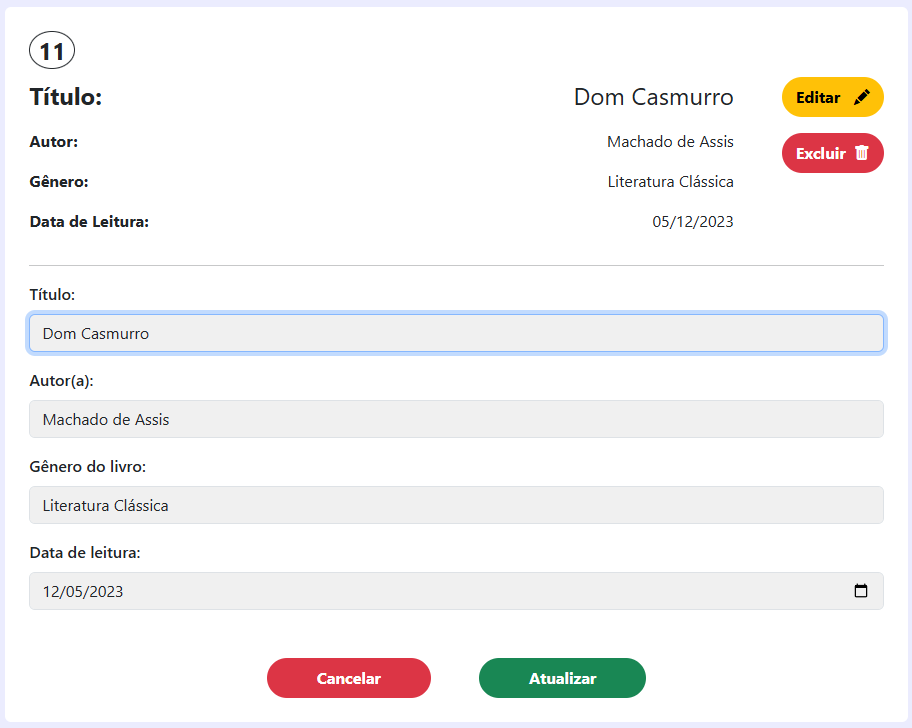 11
Título: Dom Casmurro Editar
Autor: Machado de Assis
Excluir
Gênero: Literatura Clássica
Data de Leitura: 05/12/2023
Título:
Dom Casmurro
Autor(a):
Machado de Assis
Gênero do livro:
Literatura Clássica
Data de leitura:
12/05/2023
Cancelar Atualizar